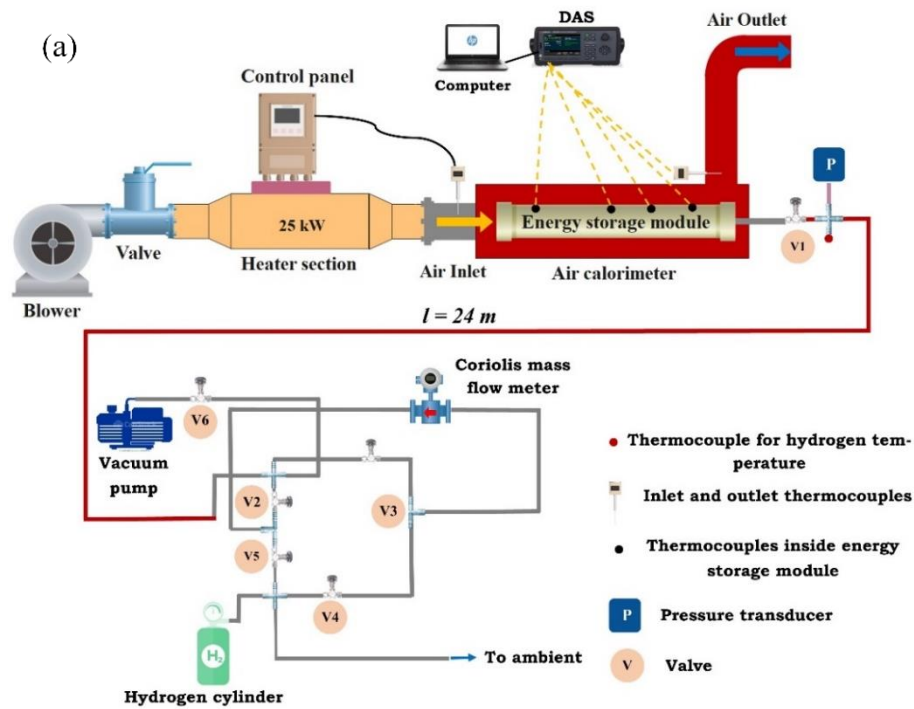 (a)
DAS
Air Outlet
Control panel
Computer
P
25 kW
Energy storage module
Valve
Heater section
Air Inlet
Air calorimeter
V1
Blower
l = 24 m
Coriolis mass
flow meter
V6
Vacuum
pump
V2
V3
V5
V4
H2
To ambient
Hydrogen cylinder
Thermocouple for hydrogen tem-
perature
Inlet and outlet thermocouples
Thermocouples inside energy
storage module
P
Pressure transducer
V
Valve